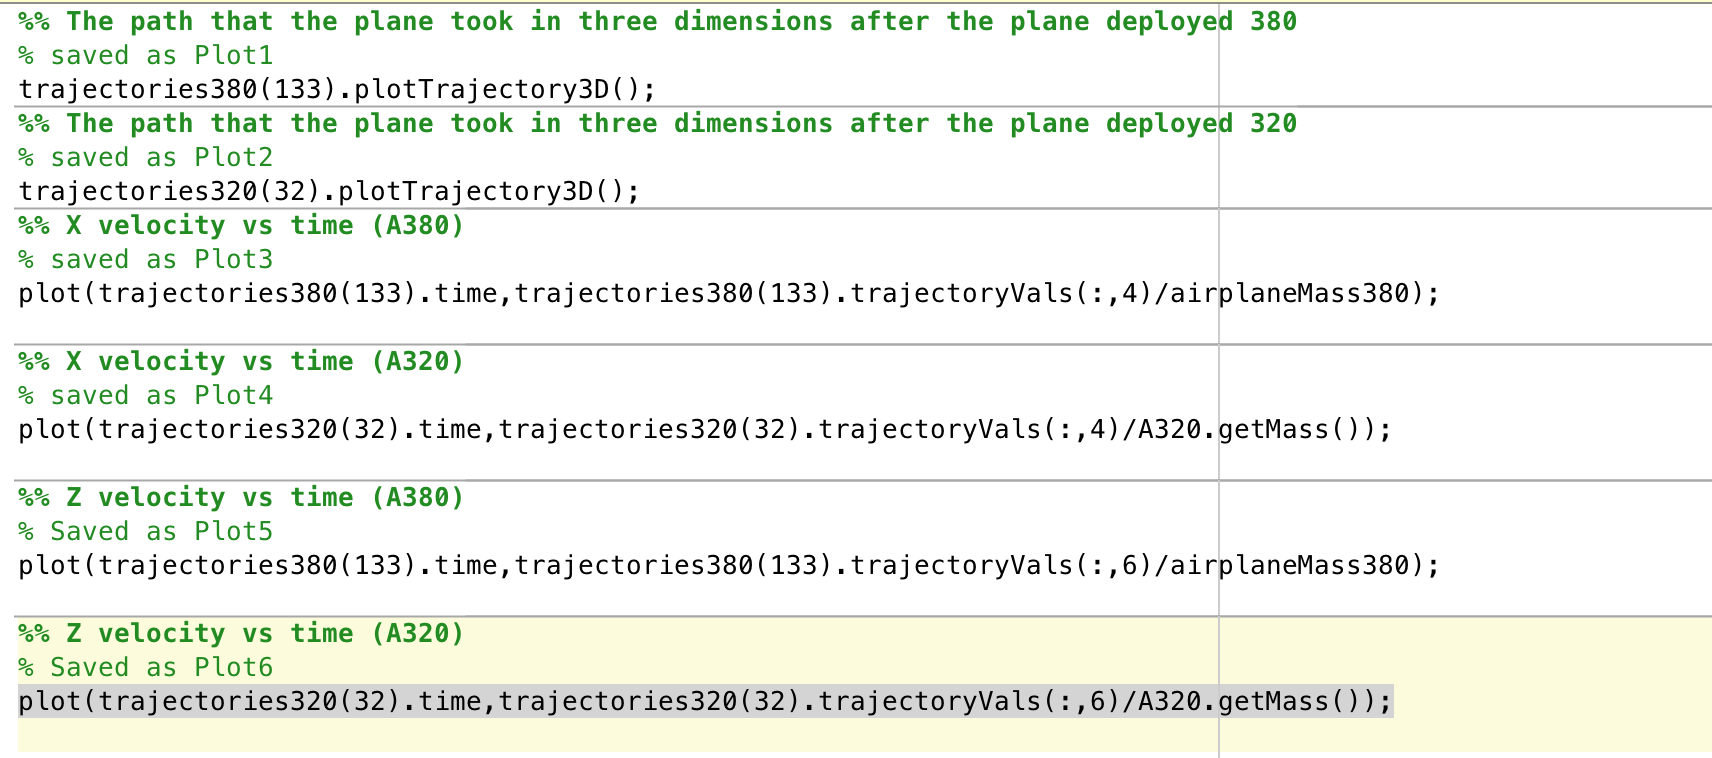 %% The path that the plane took in three dimensions after the plane deployed 380
% saved as Plot1
trajectories380(133).plotTrajectory3D();
%% The path that the plane took in three dimensions after the plane deployed 320
% saved as Plot2
trajectories320(32).plotTrajectory3D();
%% X velocity vs time (A380)
% saved as Plot3
plot(trajectories380(133).time,trajectories380(133).trajectoryVals(:,4)/airplaneMass380);
%% X velocity vs time (A320)
% saved as Plot4
plot(trajectories320(32).time,trajectories320(32).trajectoryVals(:,4)/A320.getMass());
%% Z velocity vs time (A380)
% Saved as Plot5
plot(trajectories380(133).time,trajectories380(133).trajectoryVals(:,6)/airplaneMass380);
%% Z velocity vs time (A320)
% Saved as Plot6
plot(trajectories320(32).time,trajectories320(32).trajectoryVals(:,6)/A320.getMass());